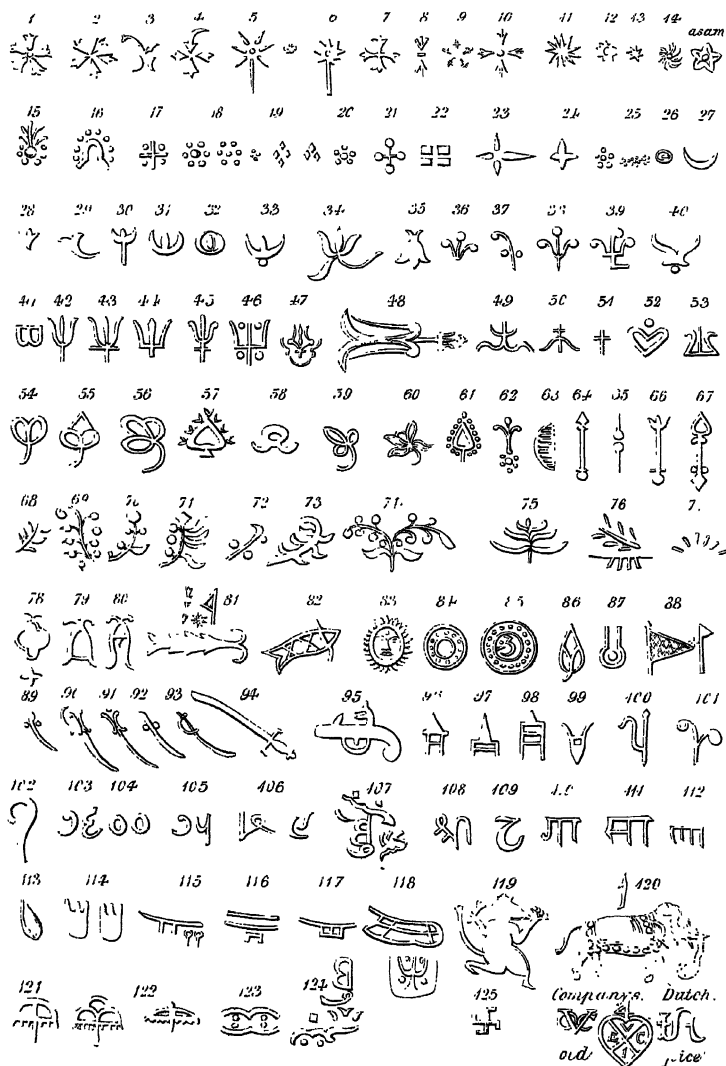 1 2 3 4 5 6 7 8 9 10 11 12 13 14 asam
15 16 17 18 19 20 21 22 23 24 25 26 27
28 29 30 31 32 33 34 35 36 37 38 39 40
41 42 43 44 45 46 47 48 49 50 51 52 53
54 55 56 57 58 59 60 61 62 63 64 65 66 67
68 69 70 71 72 73 74 75 76 7.
78 79 80 81 82 83 84 85 86 87 88
89 90 91 92 93 94 95 96 97 98 99 100 101
102 103 104 105 106 107 108 109 110 111 112
113 114 115 116 117 118 119 120
121 122 123 124 125 Company's. Dutch.
old pice